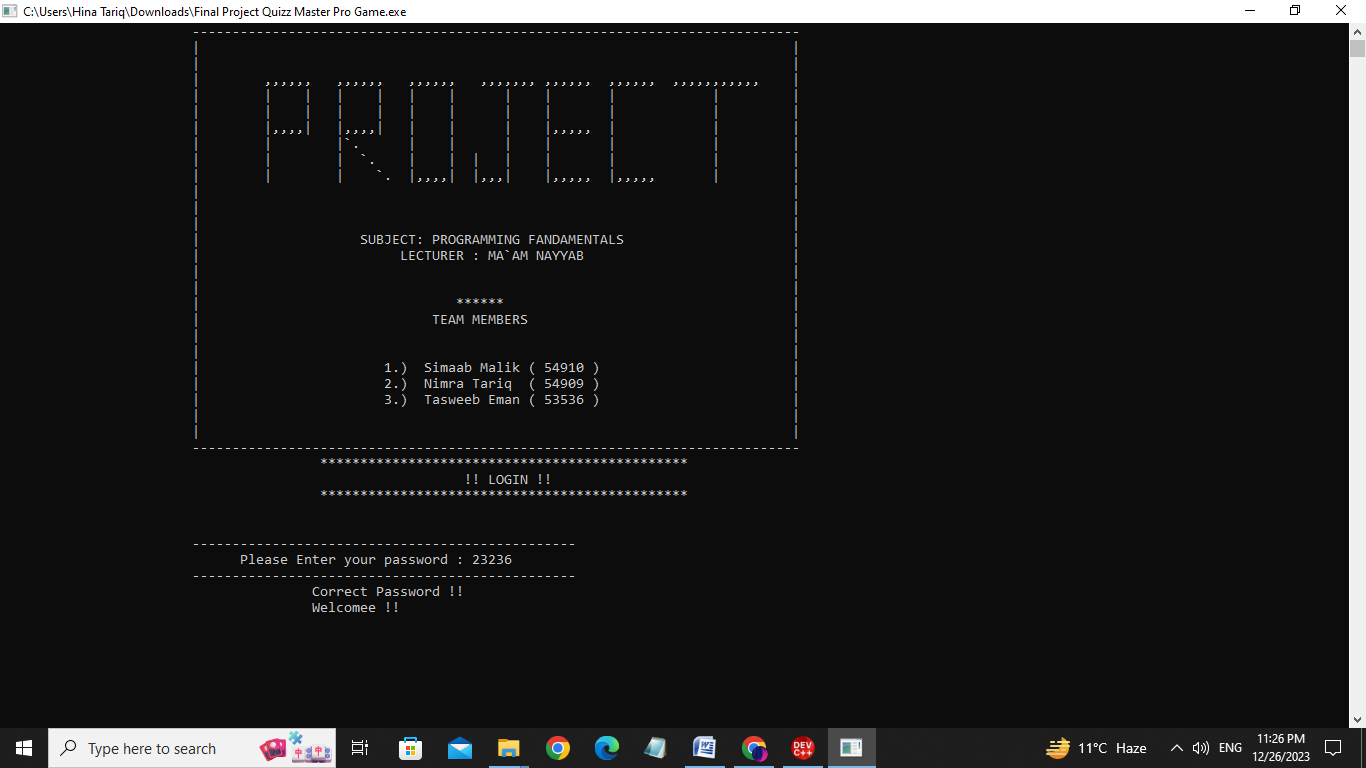 C:\Users\Hina Tariq\Downloads\Final Project Quizz Master Pro Game.exe
PROJECT
SUBJECT: PROGRAMMING FANDAMENTALS
LECTURER : MA`AM NAYYAB
******
TEAM MEMBERS
1.) Simaab Malik ( 54910 )
2.) Nimra Tariq ( 54909 )
3.) Tasweeb Eman ( 53536 )
**********************************************
!! LOGIN !!
**********************************************
------------------------------------------------
Please Enter your password : 23236
------------------------------------------------
Correct Password !!
Welcomee !!
Type here to search
11°C Haze
ENG
11:26 PM
12/26/2023
DEV
C++